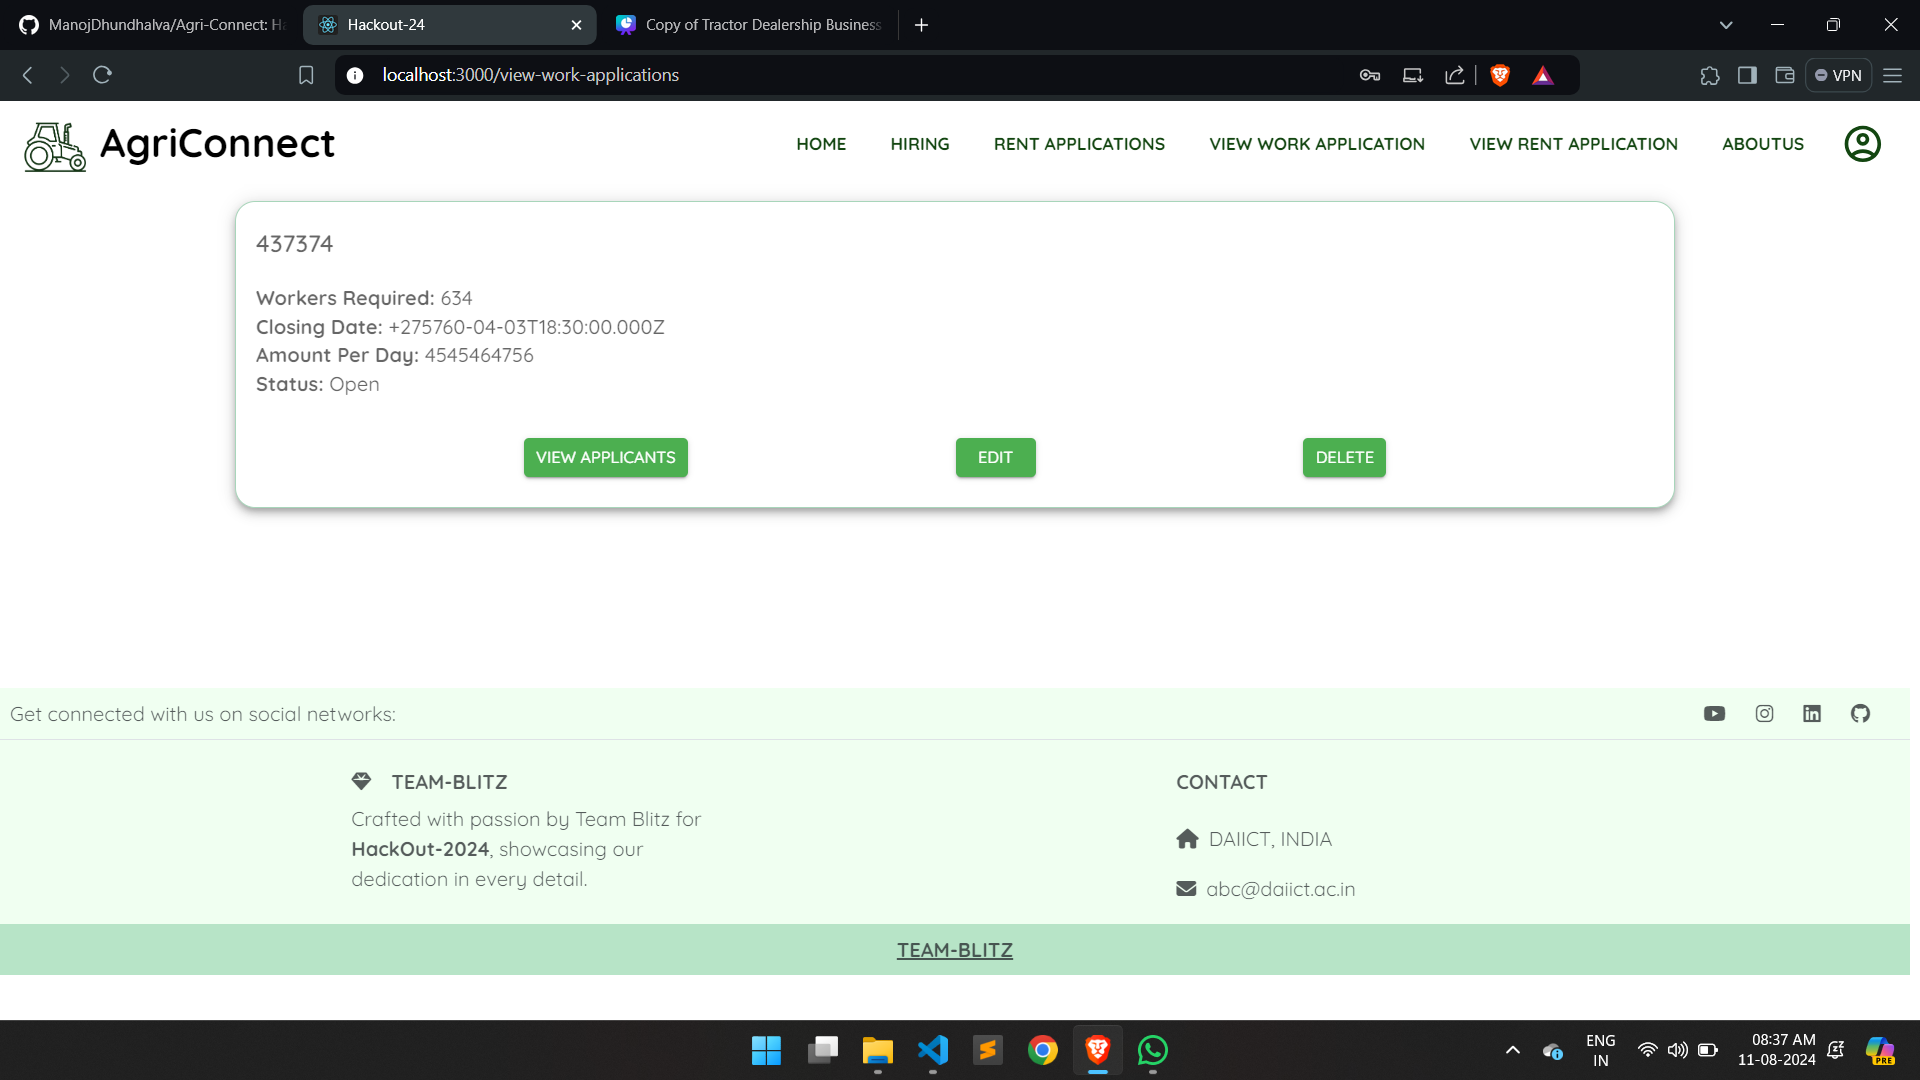 ManojDhundhalva/Agri-Connect: Ha
Hackout-24
Copy of Tractor Dealership Business
localhost:3000/view-work-applications
VPN
AgriConnect
HOME
HIRING
RENT APPLICATIONS
VIEW WORK APPLICATION
VIEW RENT APPLICATION
ABOUTUS
437374
Workers Required: 634
Closing Date: +275760-04-03T18:30:00.000Z
Amount Per Day: 4545464756
Status: Open
VIEW APPLICANTS
EDIT
DELETE
Get connected with us on social networks:
TEAM-BLITZ
Crafted with passion by Team Blitz for
HackOut-2024, showcasing our
dedication in every detail.
CONTACT
DAIICT, INDIA
abc@daiict.ac.in
TEAM-BLITZ
ENG
IN
08:37 AM
11-08-2024
PRE